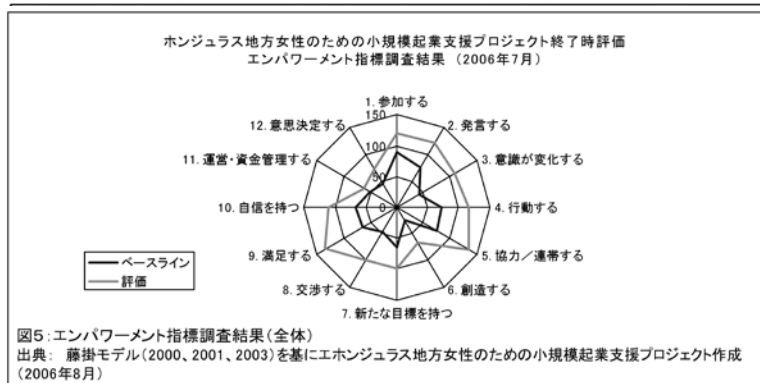 ホンジュラス地方女性のための小規模起業支援プロジェクト終了時評価
エンパワーメント指標調査結果 (2006年7月)
1. 参加する
2. 発言する
3. 意識が変化する
4. 行動する
5. 協力/連帯する
6. 創造する
7. 新たな目標を持つ
8. 交渉する
9. 満足する
10. 自信を持つ
11. 運営・資金管理する
12. 意思決定する
150
100
50
0
ベースライン
評価
図5:エンパワーメント指標調査結果(全体)
出典: 藤掛モデル(2000、2001、2003)を基にエホンジュラス地方女性のための小規模起業支援プロジェクト作成
(2006年8月)